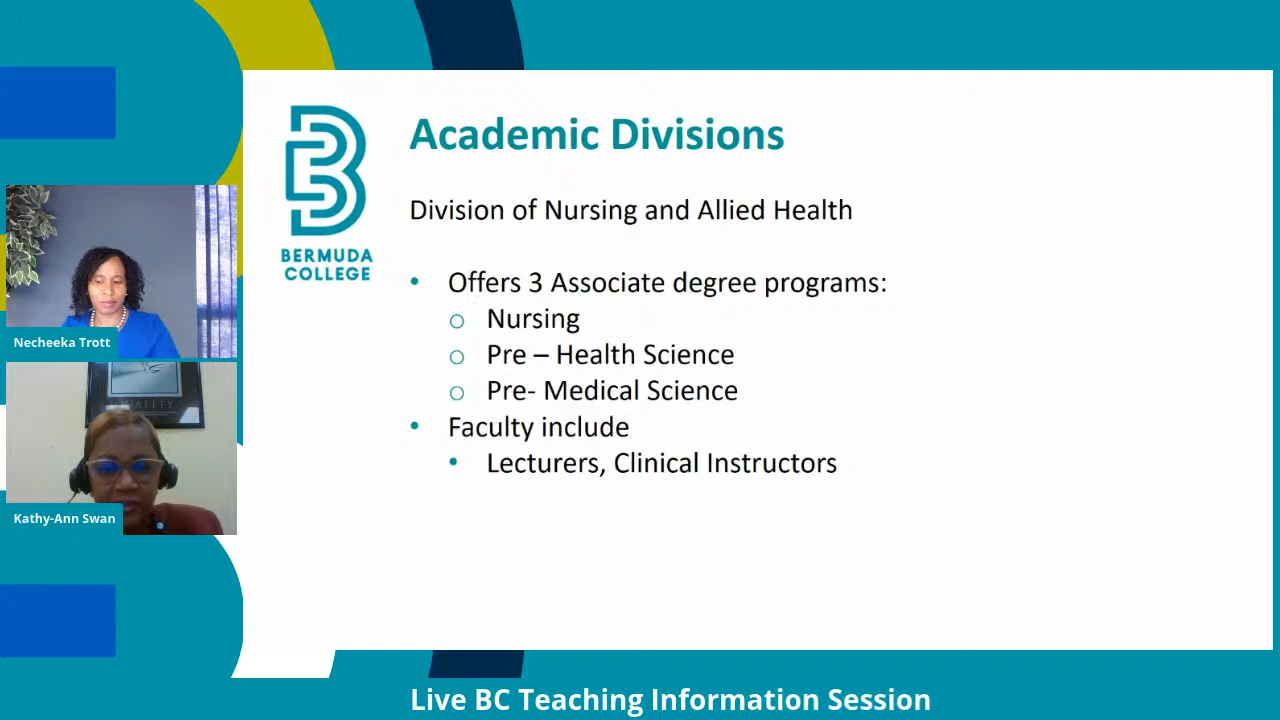 Academic Divisions
BERMUDA
COLLEGE
Division of Nursing and Allied Health
• Offers 3 Associate degree programs:
o Nursing
o Pre – Health Science
o Pre- Medical Science
• Faculty include
• Lecturers, Clinical Instructors
Necheeka Trott
Kathy-Ann Swan
Live BC Teaching Information Session